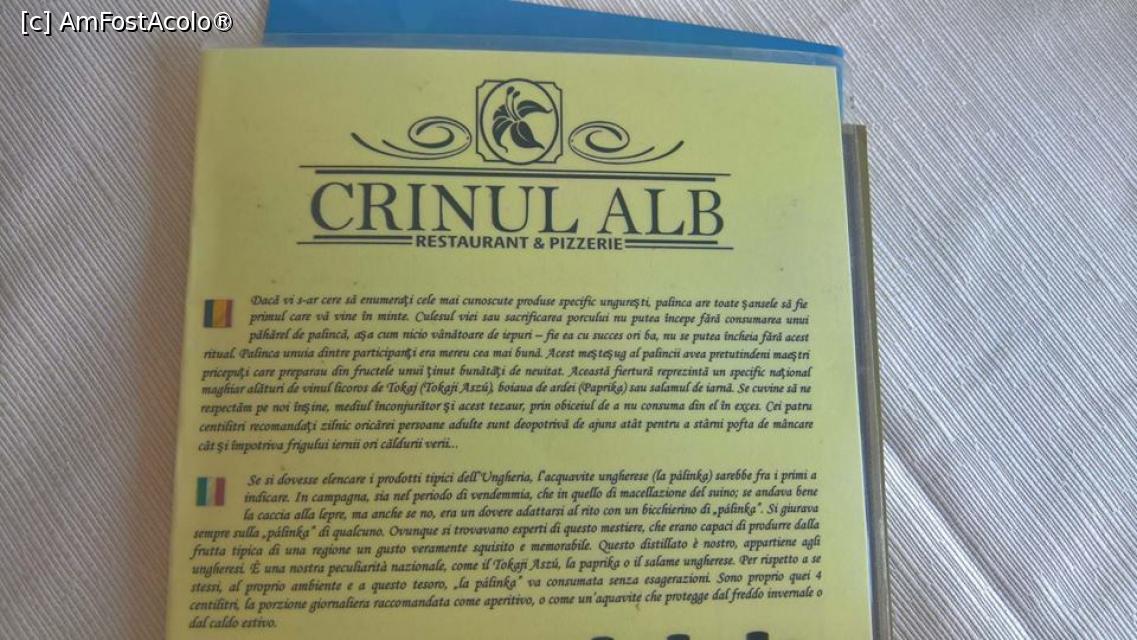 [c] AmFostAcolo®
CRINUL ALB
RESTAURANT & PIZZERIE
Dacă vi s-ar cere să enumeraţi cele mai cunoscute produse specific ungureşti, palinca are toate şansele să fie
primul care vă vine în minte. Culesul viei sau sacrificarea porcului nu putea începe fără consumarea unui
păhărel de palincă, aşa cum nicio vânătoare de iepuri – fie ea cu succes ori ba, nu se putea încheia fără acest
ritual. Palinca unuia dintre participanţi era mereu cea mai bună. Acest meşteşug al palincii avea pretutindeni maeştri
pricepuţi care preparau din fructele unui ţinut bunătăţi de neuitat. Această fiertură reprezintă un specific naţional
maghiar alături de vinul licoros de Tokaj (Tokaji Aszú), boiaua de ardei (Paprika) sau salamul de iarnă. Se cuvine să ne
respectăm pe noi înşine, mediul înconjurător şi acest tezaur, prin obiceiul de a nu consuma din el în exces. Cei patru
centilitri recomandaţi zilnic oricărei persoane adulte sunt deopotrivă de ajuns atât pentru a stârni pofta de mâncare
cât şi împotriva frigului iernii ori căldurii verii...
Se si dovesse elencare i prodotti tipici dell'Ungheria, l'acquavite ungherese (la pálinka) sarebbe fra i primi a
indicare. In campagna, sia nel periodo di vendemmia, che in quello di macellazione del suino; se andava bene
la caccia alla lepre, ma anche se no, era un dovere adattarsi al rito con un bicchierino di „pálinka”. Si giurava
sempre sulla „pálinka” di qualcuno. Ovunque si trovavano esperti di questo mestiere, che erano capaci di produrre dalla
frutta tipica di una regione un gusto veramente squisito e memorabile. Questo distillato è nostro, appartiene agli
ungheresi. É una nostra peculiarità nazionale, come il Tokaji Aszú, la paprika o il salame ungherese. Per rispetto a se
stessi, al proprio ambiente e a questo tesoro, „la pálinka” va consumata senza esagerazioni. Sono proprio quei 4
centilitri, la porzione giornaliera raccomandata come aperitivo, o come un'aquavite che protegge dal freddo invernale o
dal caldo estivo.